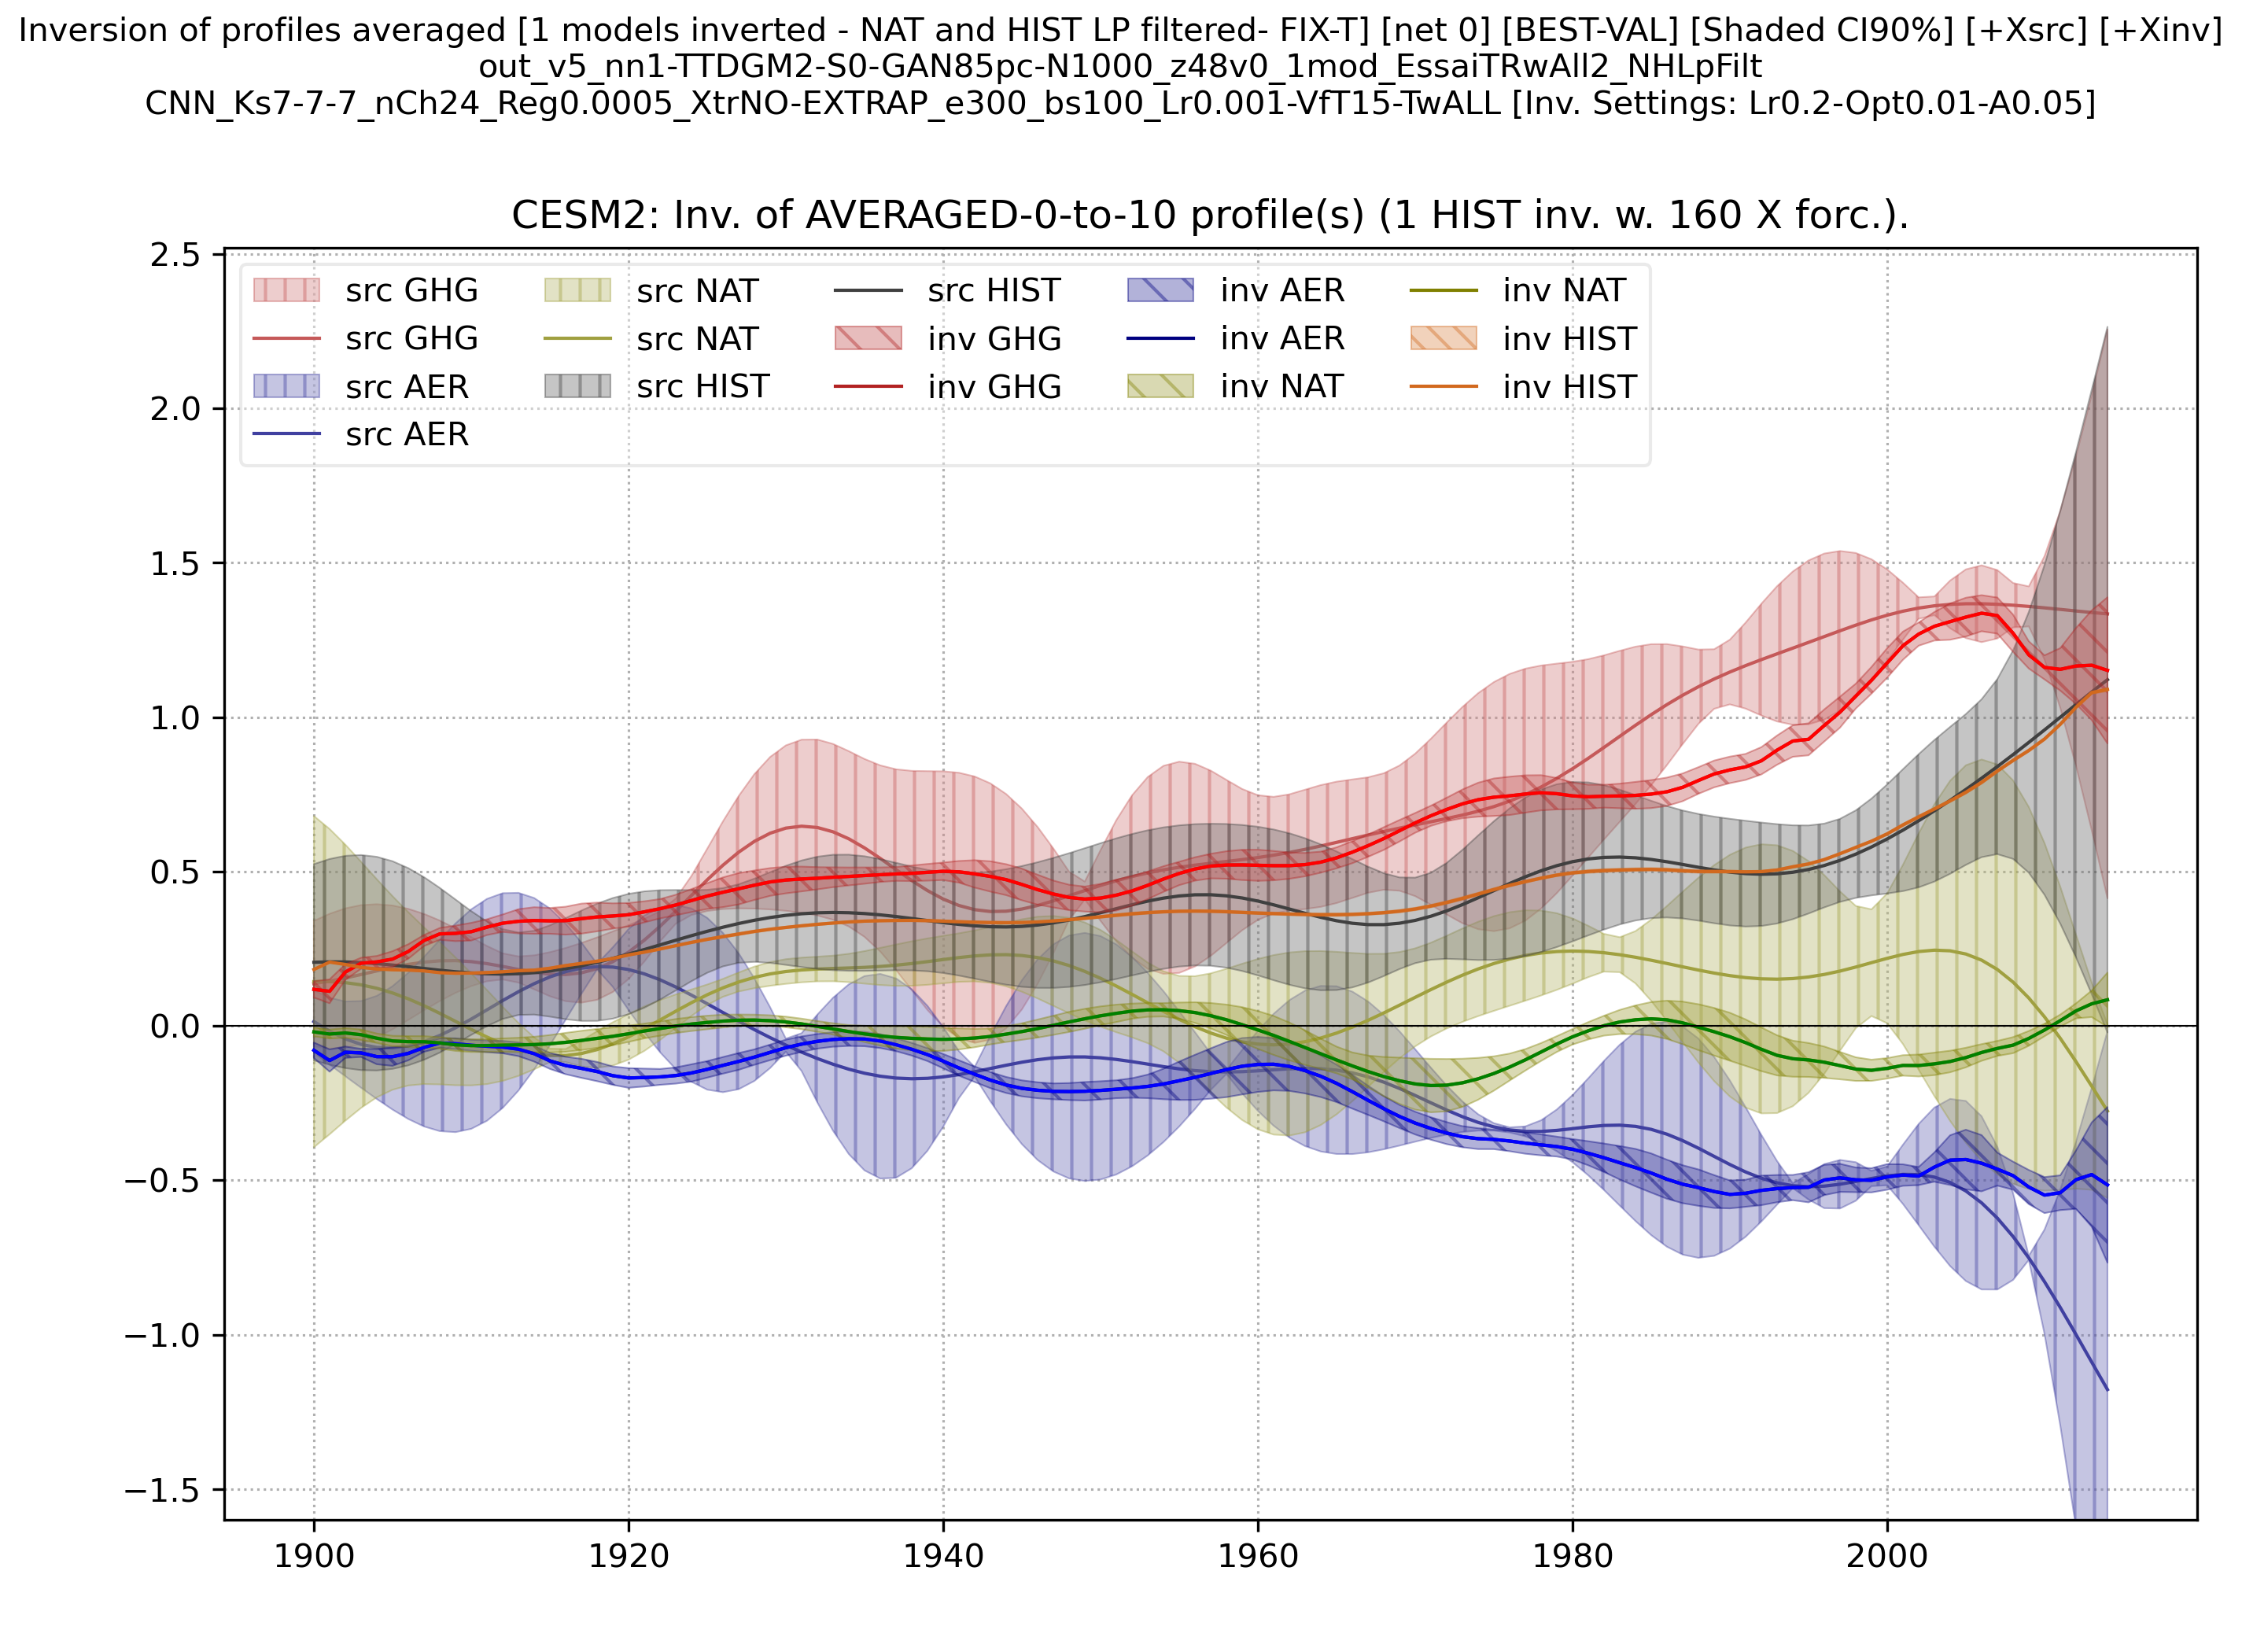 Inversion of profiles averaged [1 models inverted - NAT and HIST LP filtered- FIX-T] [net 0] [BEST-VAL] [Shaded CI90%] [+Xsrc] [+Xinv]
out_v5_nn1-TTDGM2-S0-GAN85pc-N1000_z48v0_1mod_EssaiTRwAll2_NHLpFilt
CNN_Ks7-7-7_nCh24_Reg0.0005_XtrNO-EXTRAP_e300_bs100_Lr0.001-VfT15-TwALL [Inv. Settings: Lr0.2-Opt0.01-A0.05]
CESM2: Inv. of AVERAGED-0-to-10 profile(s) (1 HIST inv. w. 160 X forc.).
src GHG
src GHG
src AER
src AER
src NAT
src NAT
src HIST
src HIST
inv GHG
inv GHG
inv AER
inv AER
inv NAT
inv NAT
inv HIST
inv HIST
2.5
2.0
1.5
1.0
0.5
0.0
−0.5
−1.0
−1.5
1900
1920
1940
1960
1980
2000